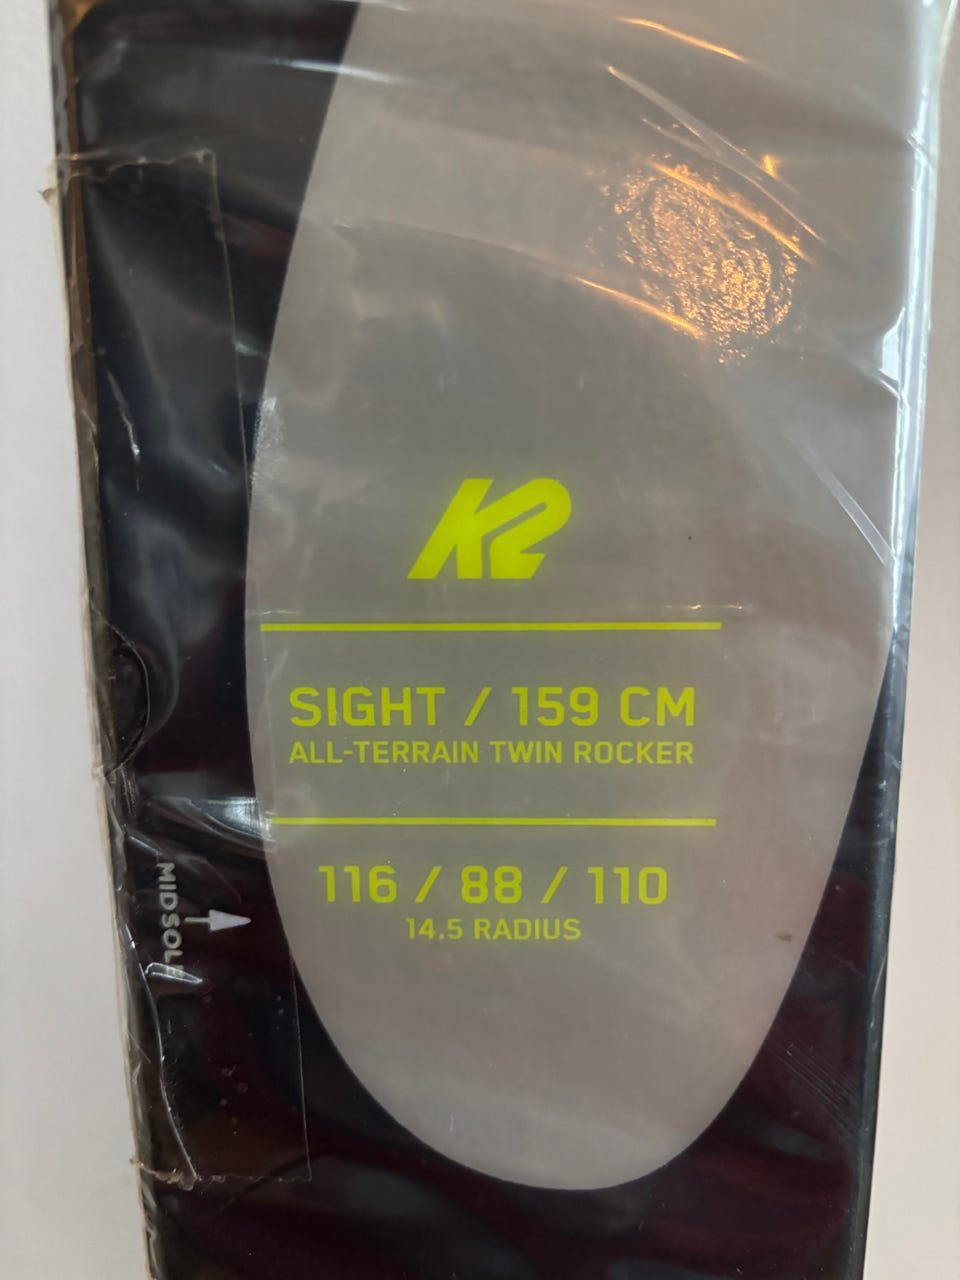 K2
SIGHT / 159 CM
ALL-TERRAIN TWIN ROCKER
116 / 88 / 110
14.5 RADIUS
MIDSOLE